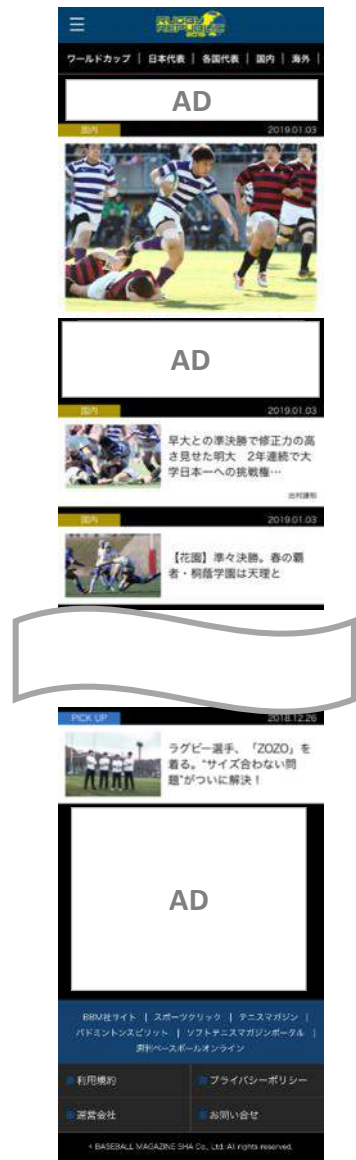 RUGBY
REPUBLIC
ワールドカップ | 日本代表 | 各国代表 | 国内 | 海外 |
AD
国内 2019.01.03
AD
国内 2019.01.03
早大との準決勝で修正力の高
さ見せた明大 2年連続で大
学日本一への挑戦権…
出村謙知
国内 2019.01.03
【花園】準々決勝。春の覇
者・桐蔭学園は天理と
PICK UP 2018.12.26
ラグビー選手、「ZOZO」を
着る。“サイズ合わない問
題”がついに解決！
AD
BBM社サイト | スポーツクリック | テニスマガジン |
バドミントンスピリット | ソフトテニスマガジンポータル |
週刊ベースボールオンライン
利用規約 プライバシーポリシー
運営会社 お問い合せ
BASEBALL MAGAZINE SHA Co., Ltd. All rights reserved.